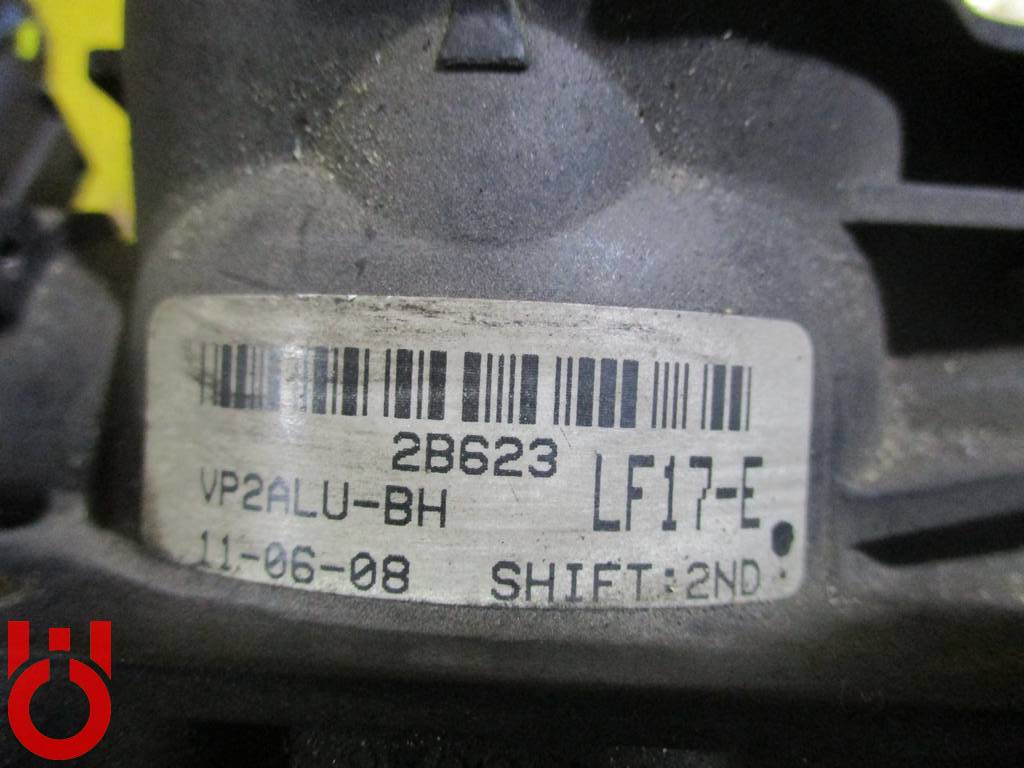 2B623
VP2ALU-BH LF17-E
11-06-08 SHIFT:2ND